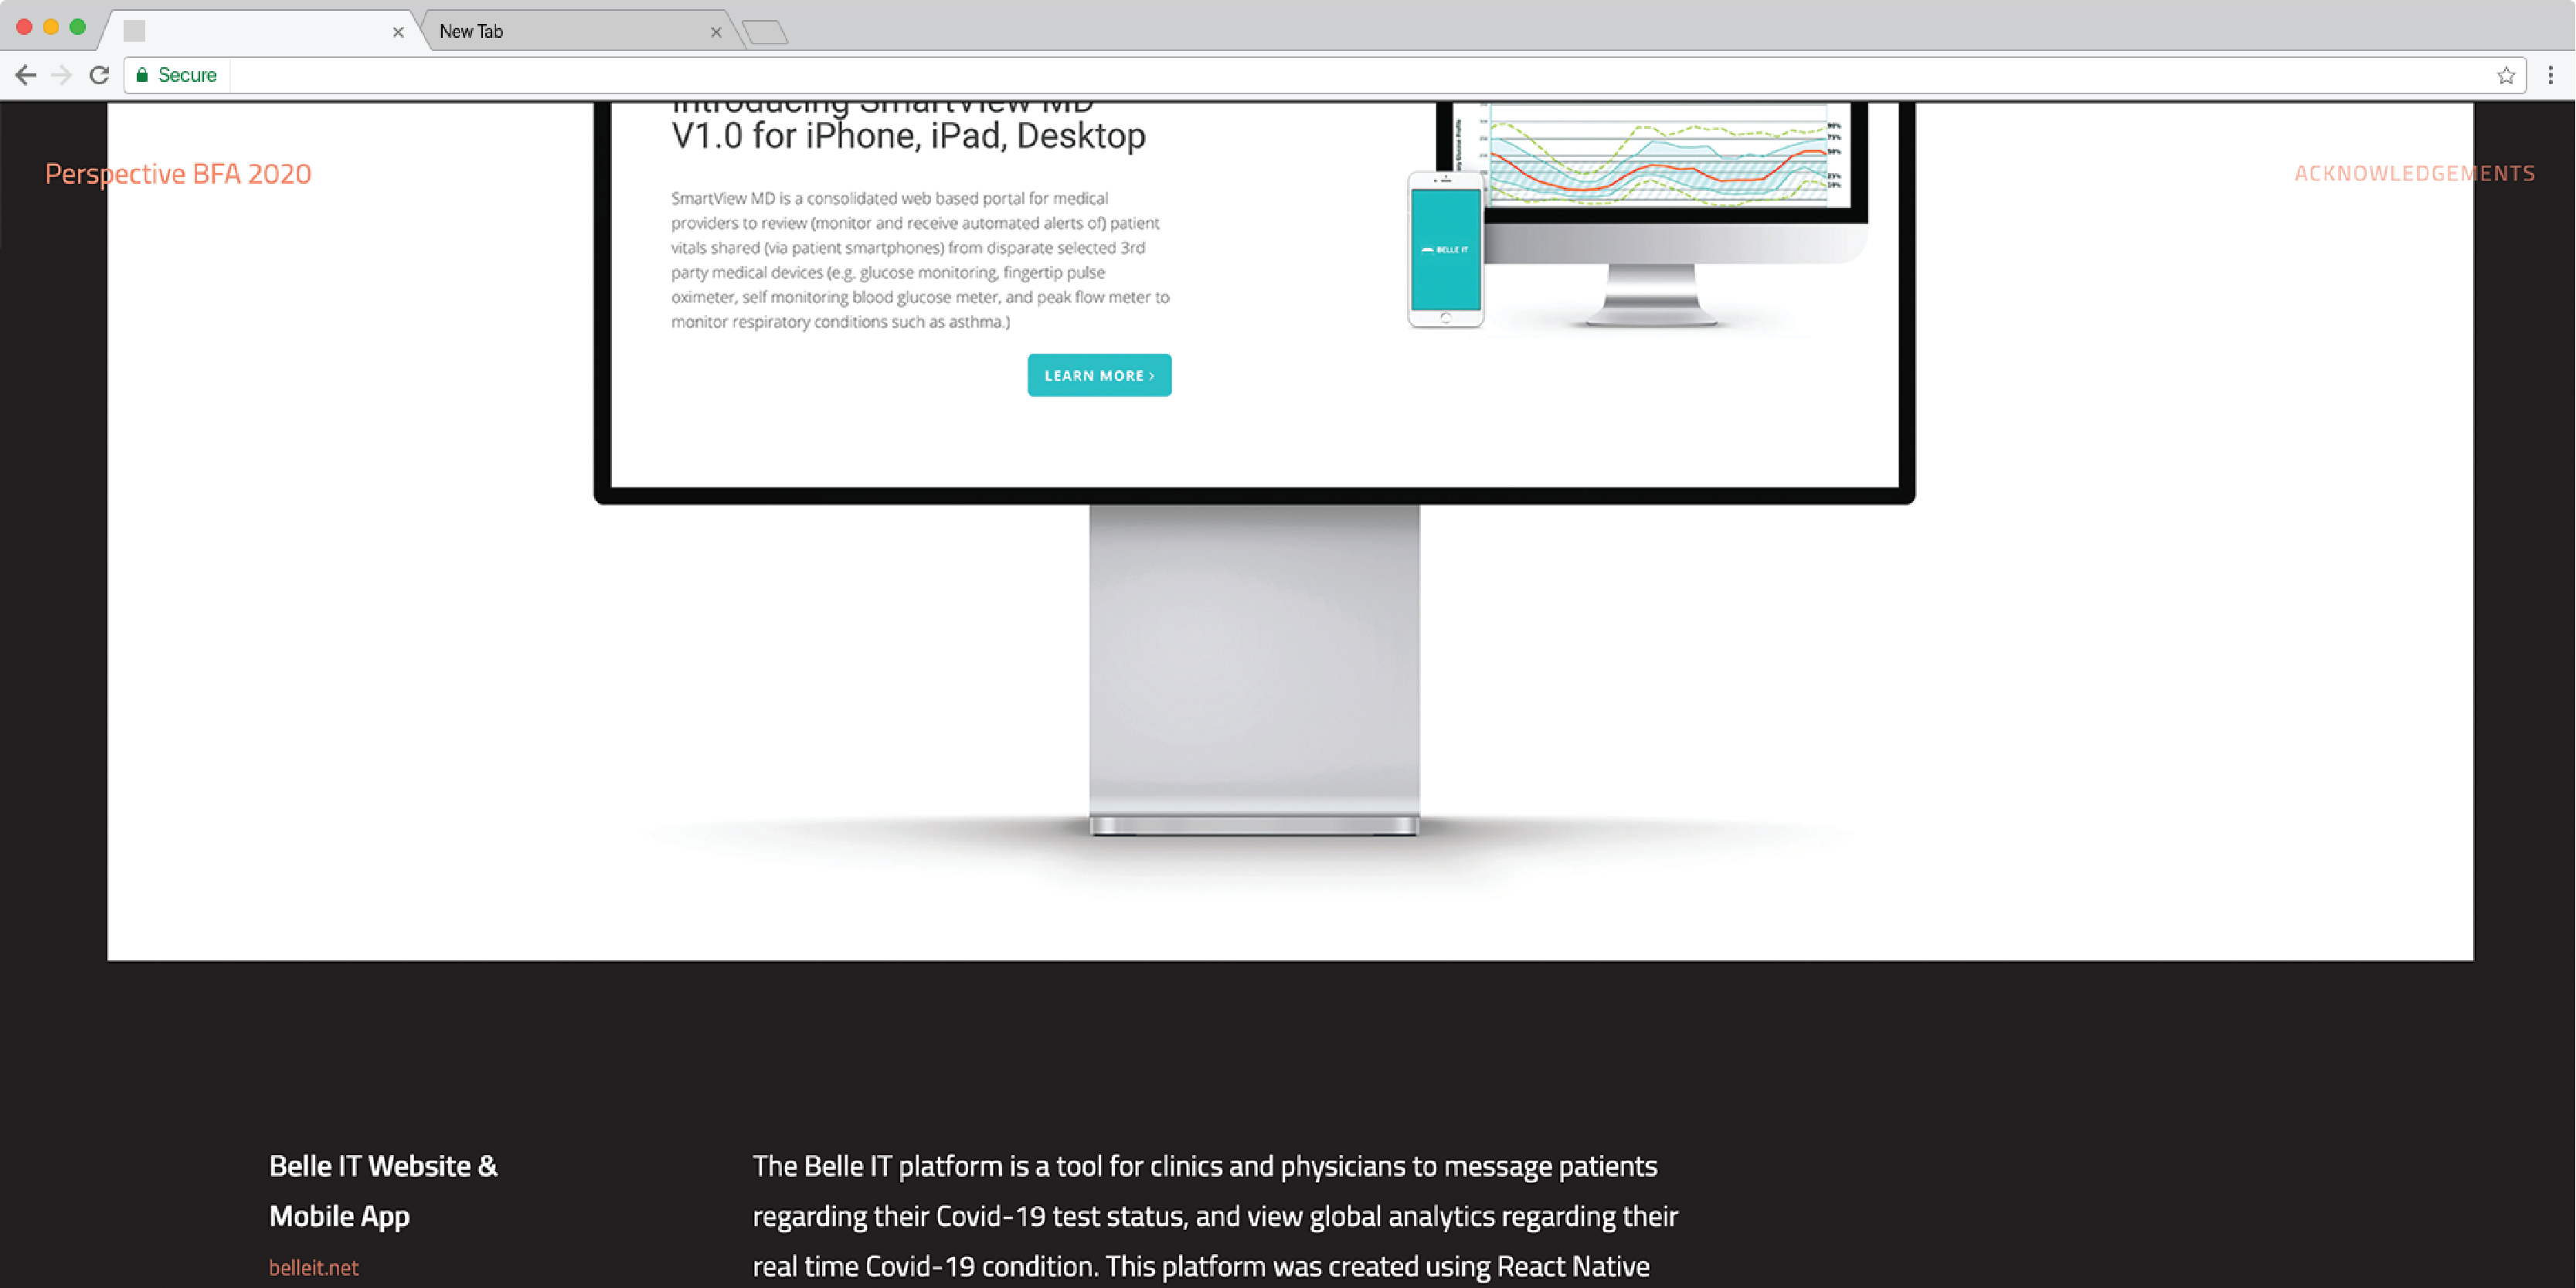 New Tab
Secure
Introducing SmartView MD
V1.0 for iPhone, iPad, Desktop
Perspective BFA 2020
ACKNOWLEDGEMENTS
SmartView MD is a consolidated web based portal for medical
providers to review (monitor and receive automated alerts of) patient
vitals shared (via patient smartphones) from disparate selected 3rd
party medical devices (e.g. glucose monitoring, fingertip pulse
oximeter, self monitoring blood glucose meter, and peak flow meter to
monitor respiratory conditions such as asthma.)
LEARN MORE >
90%
75%
50%
25%
10%
BELLE IT
Belle IT Website &
Mobile App
belleit.net
The Belle IT platform is a tool for clinics and physicians to message patients
regarding their Covid-19 test status, and view global analytics regarding their
real time Covid-19 condition. This platform was created using React Native